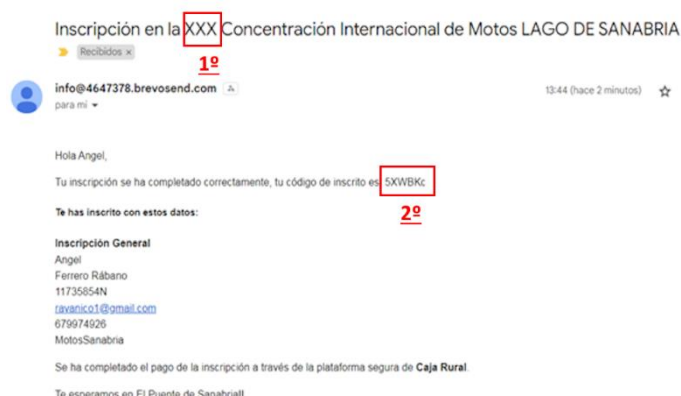 Inscripción en la XXX Concentración Internacional de Motos LAGO DE SANABRIA
Recibidos x
1º
info@4647378.brevosend.com
13:44 (hace 2 minutos)
para mí
Hola Angel,
Tu inscripción se ha completado correctamente, tu código de inscrito es 5XWBKc
2º
Te has inscrito con estos datos:
Inscripción General
Angel
Ferrero Rábano
11735854N
rayanico1@gmail.com
679974926
MotosSanabria
Se ha completado el pago de la inscripción a través de la plataforma segura de Caja Rural.
Te esperamos en El Puente de Sanabria!!